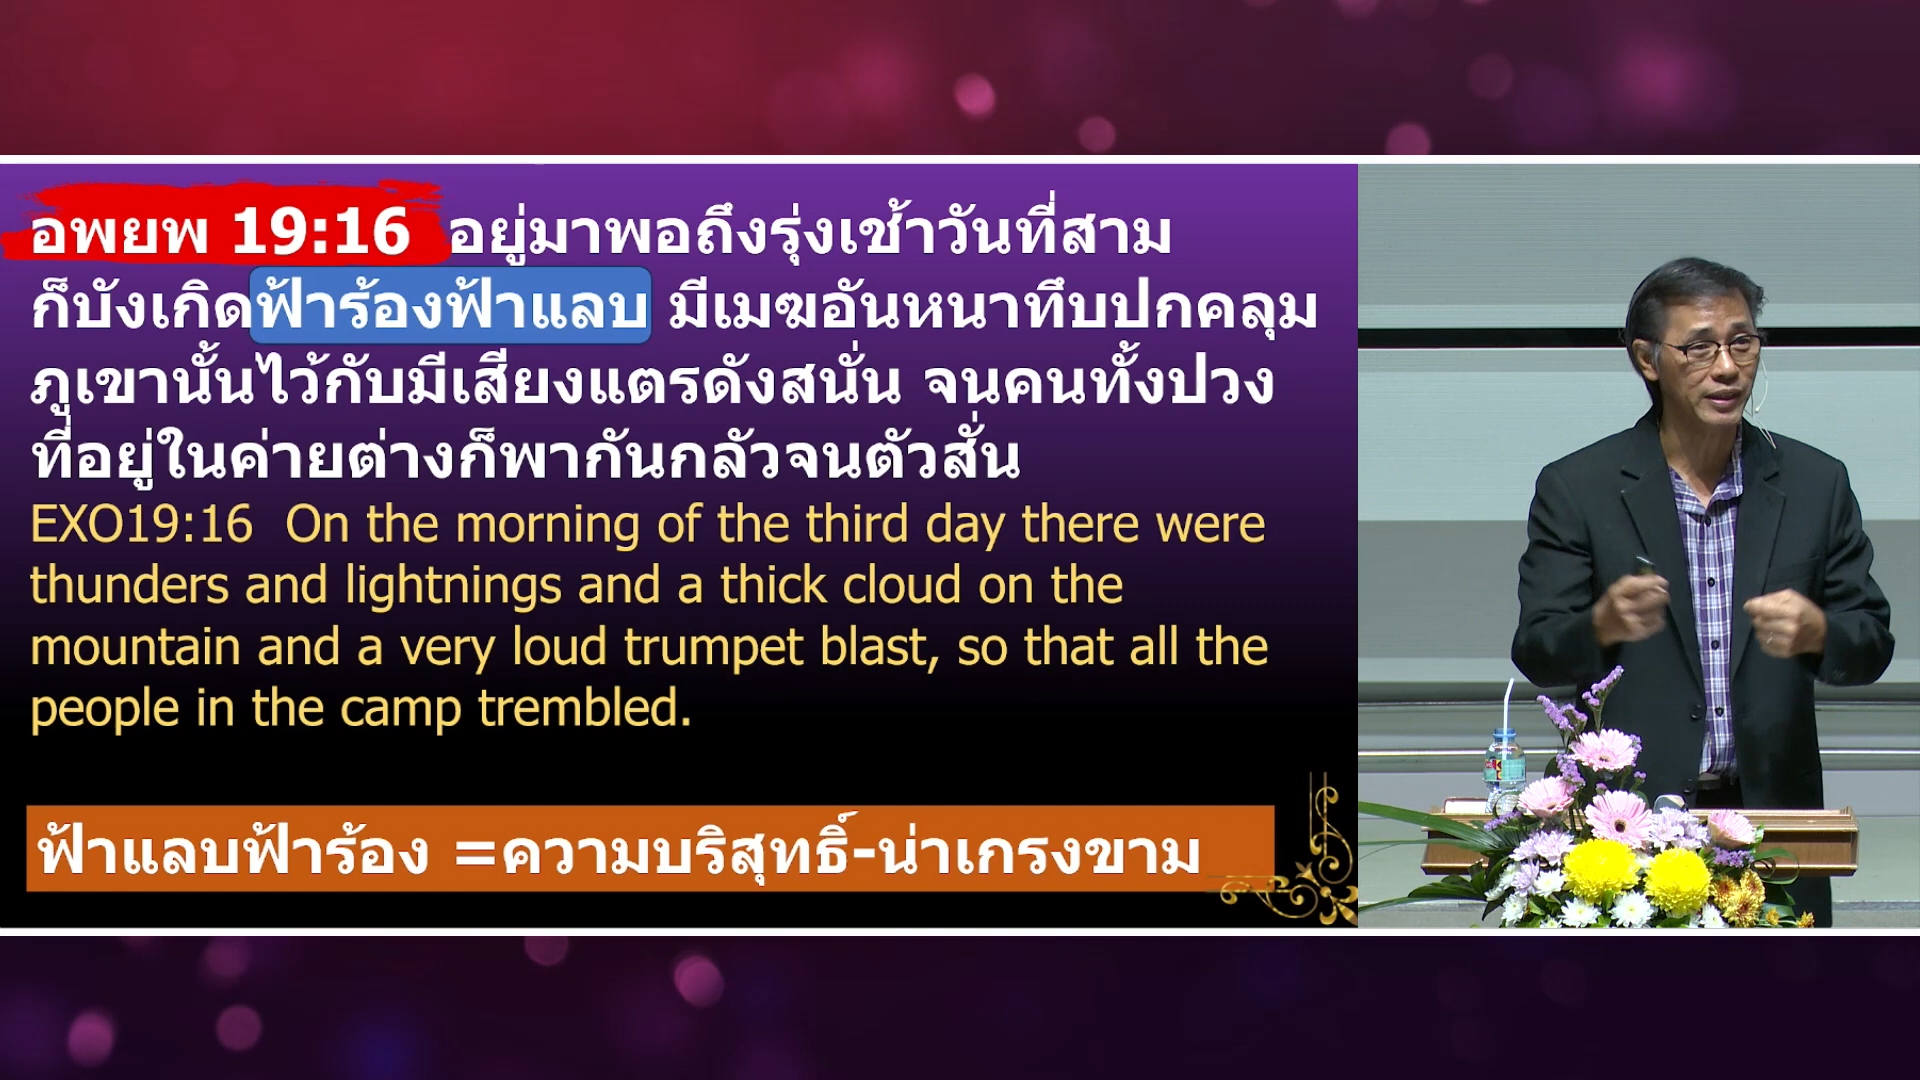 อพยพ 19:16 อยู่มาพอถึงรุ่งเช้าวันที่สาม
ก็บังเกิดฟ้าร้องฟ้าแลบ มีเมฆอันหนาทึบปกคลุม
ภูเขานั้นไว้กับมีเสียงแตรดังสนั่น จนคนทั้งปวง
ที่อยู่ในค่ายต่างก็พากันกลัวจนตัวสั่น
EXO19:16 On the morning of the third day there were
thunders and lightnings and a thick cloud on the
mountain and a very loud trumpet blast, so that all the
people in the camp trembled.
ฟ้าแลบฟ้าร้อง =ความบริสุทธิ์-น่าเกรงขาม